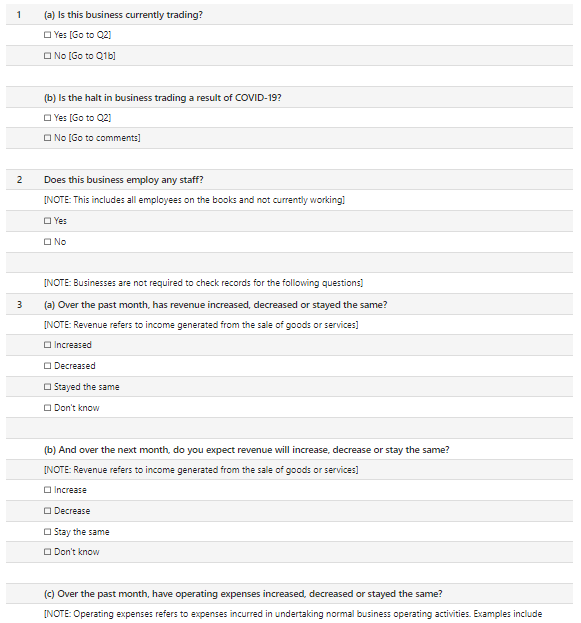 1 (a) Is this business currently trading?
☐ Yes [Go to Q2]
☐ No [Go to Q1b]
(b) Is the halt in business trading a result of COVID-19?
☐ Yes [Go to Q2]
☐ No [Go to comments]
2 Does this business employ any staff?
[NOTE: This includes all employees on the books and not currently working]
☐ Yes
☐ No
[NOTE: Businesses are not required to check records for the following questions]
3 (a) Over the past month, has revenue increased, decreased or stayed the same?
[NOTE: Revenue refers to income generated from the sale of goods or services]
☐ Increased
☐ Decreased
☐ Stayed the same
☐ Don't know
(b) And over the next month, do you expect revenue will increase, decrease or stay the same?
[NOTE: Revenue refers to income generated from the sale of goods or services]
☐ Increase
☐ Decrease
☐ Stay the same
☐ Don't know
(c) Over the past month, have operating expenses increased, decreased or stayed the same?
[NOTE: Operating expenses refers to expenses incurred in undertaking normal business operating activities. Examples include